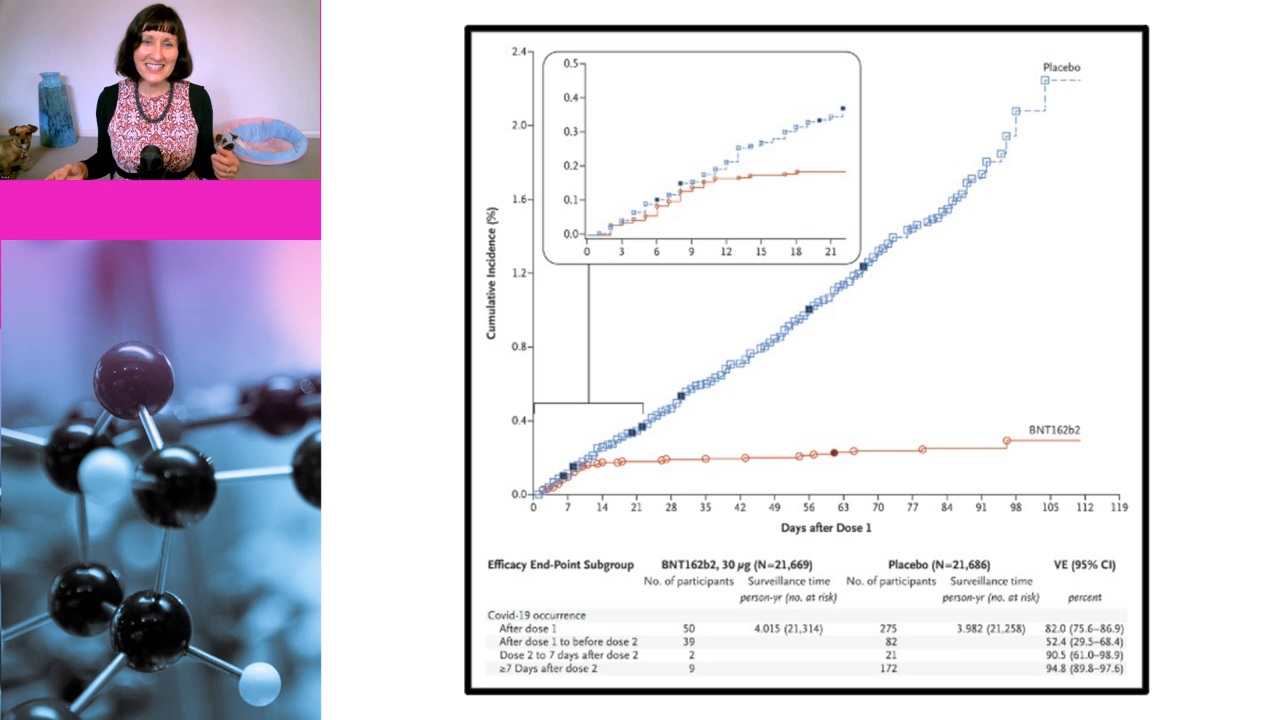 2.4
Placebo
0.5
0.4
2.0
0.3
0.2
1.6
0.1
0.0
0 3 6 9 12 15 18 21
Cumulative Incidence (%)
1.2
0.8
0.4
BNT162b2
0.0
0 7 14 21 28 35 42 49 56 63 70 77 84 91 98 105 112 119
Days after Dose 1
Efficacy End-Point Subgroup BNT162b2, 30 μg (N=21,669) Placebo (N=21,686) VE (95% CI)
No. of participants Surveillance time No. of participants Surveillance time
person-yr (no. at risk) person-yr (no. at risk) percent
Covid-19 occurrence
After dose 1 50 4.015 (21,314) 275 3.982 (21,258) 82.0 (75.6–86.9)
After dose 1 to before dose 2 39 82 52.4 (29.5–68.4)
Dose 2 to 7 days after dose 2 2 21 90.5 (61.0–98.9)
≥7 Days after dose 2 9 172 94.8 (89.8–97.6)